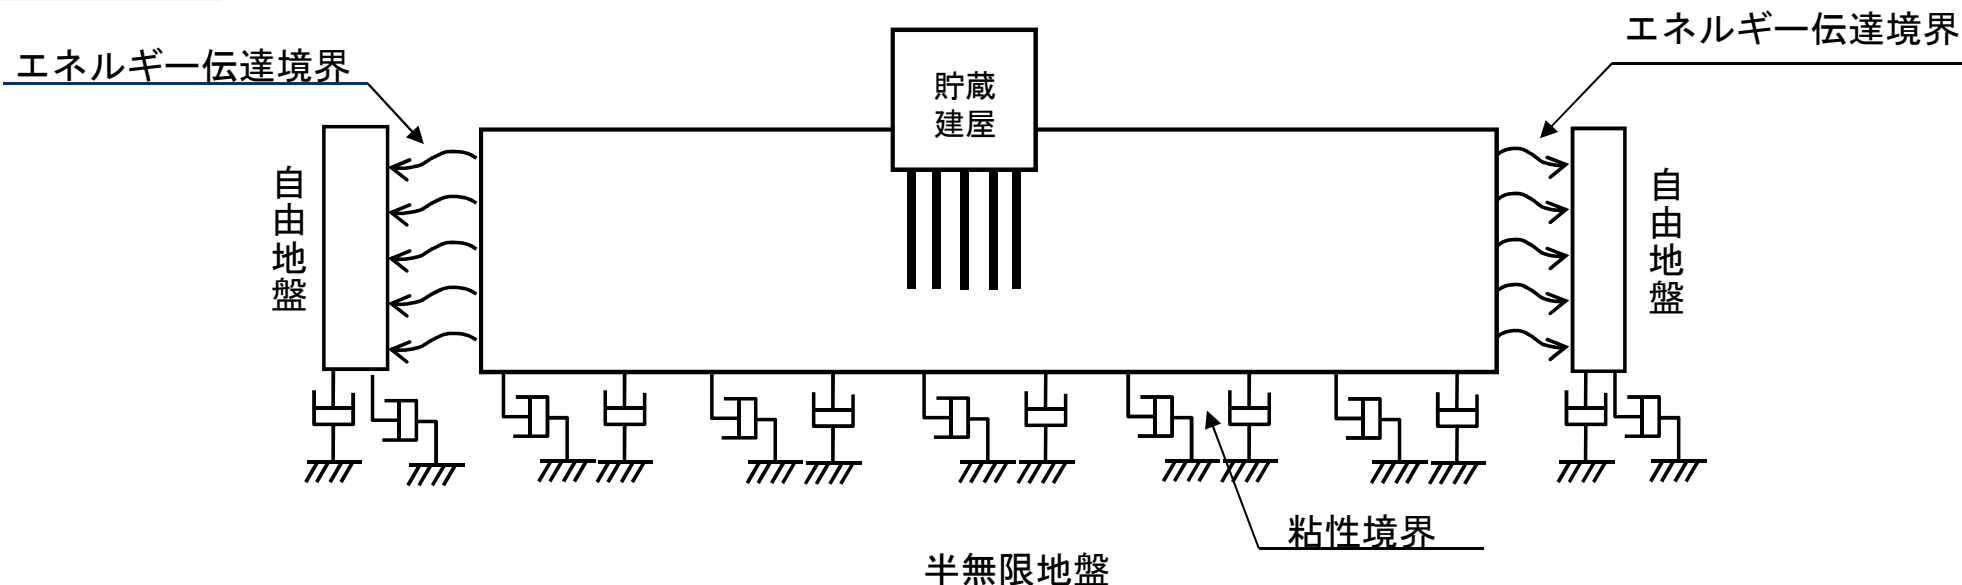 エネルギー伝達境界
エネルギー伝達境界
貯蔵
建屋
自由地盤
自由地盤
粘性境界
半無限地盤